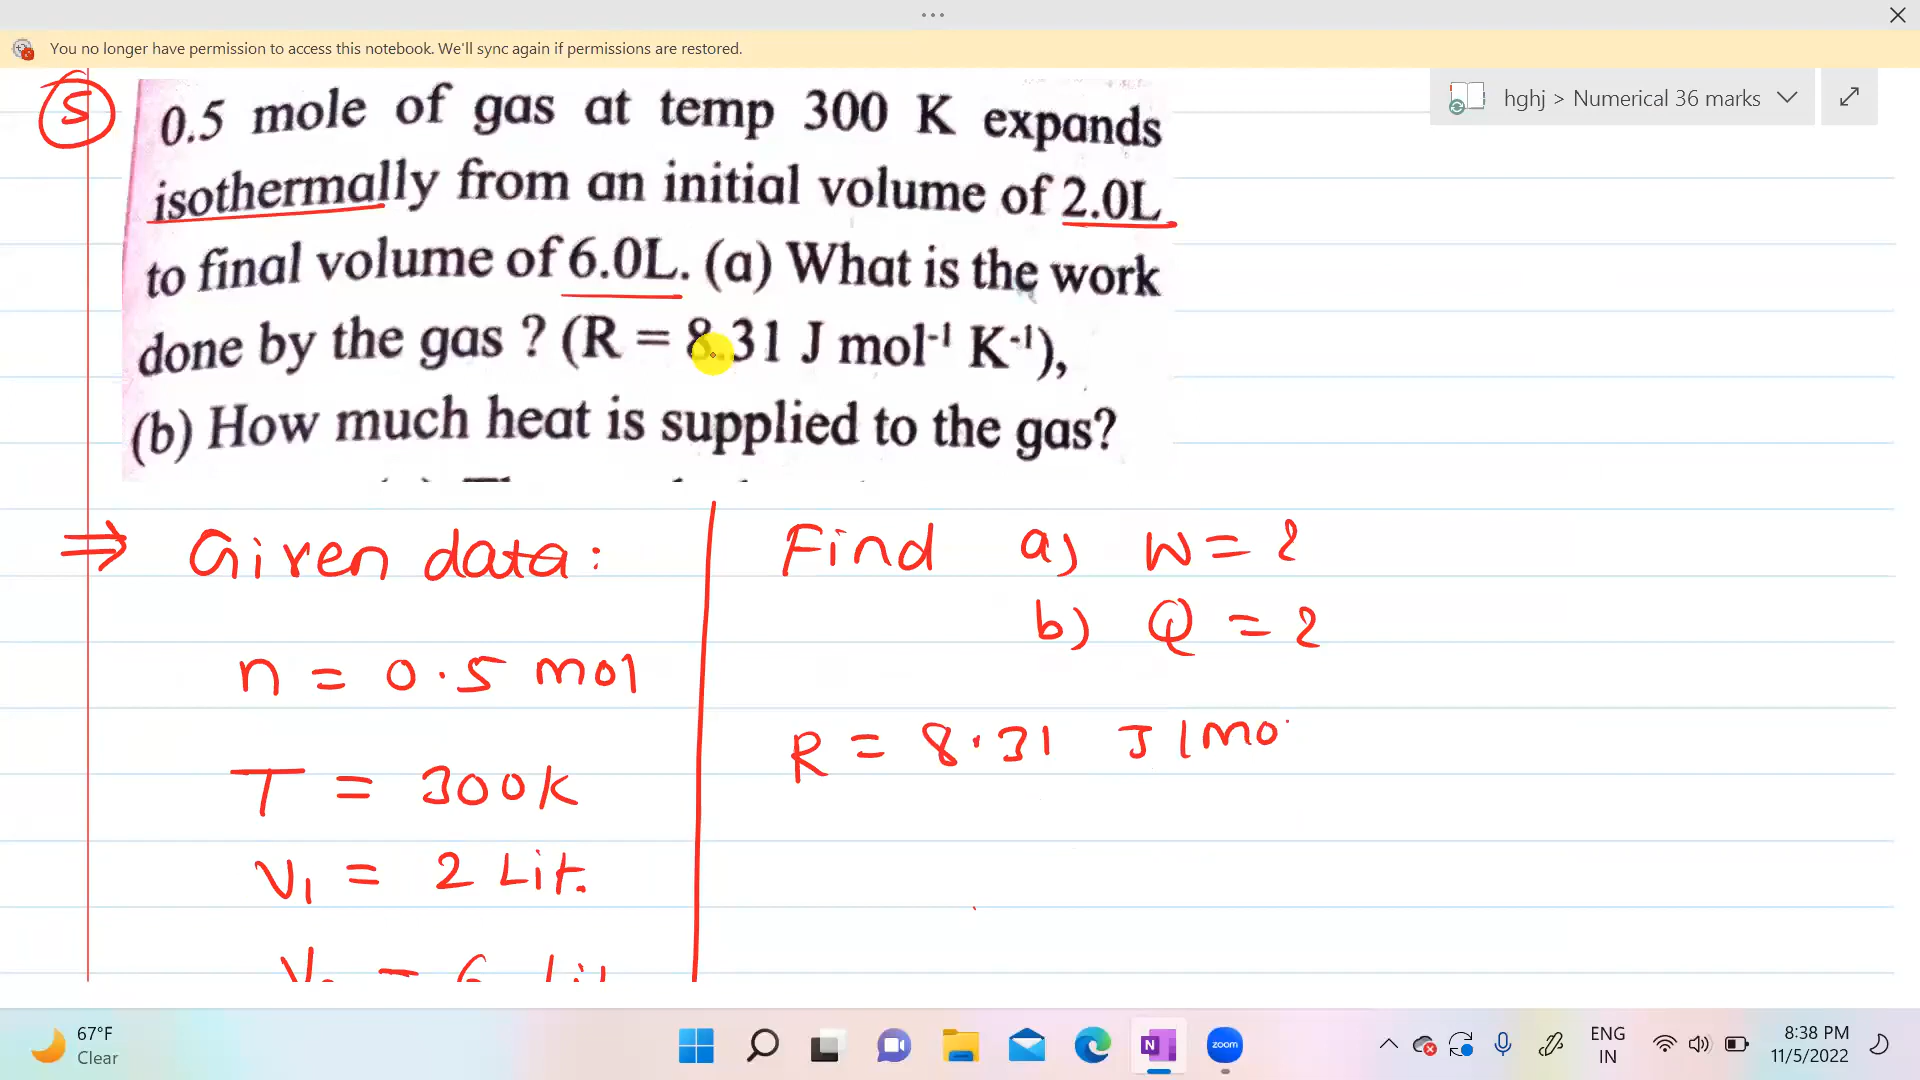 You no longer have permission to access this notebook. We'll sync again if permissions are restored.
hghj > Numerical 36 marks
5
0.5 mole of gas at temp 300 K expands
isothermally from an initial volume of 2.0L
to final volume of 6.0L. (a) What is the work
done by the gas ? (R = 8.31 J mol⁻¹ K⁻¹),
(b) How much heat is supplied to the gas?
⇒ Given data:
Find a) W = ?
b) Q = ?
n = 0.5 mol
R = 8.31 J/mo
T = 300K
V₁ = 2 Lit.
67°F
Clear
zoom
ENG
IN
8:38 PM
11/5/2022